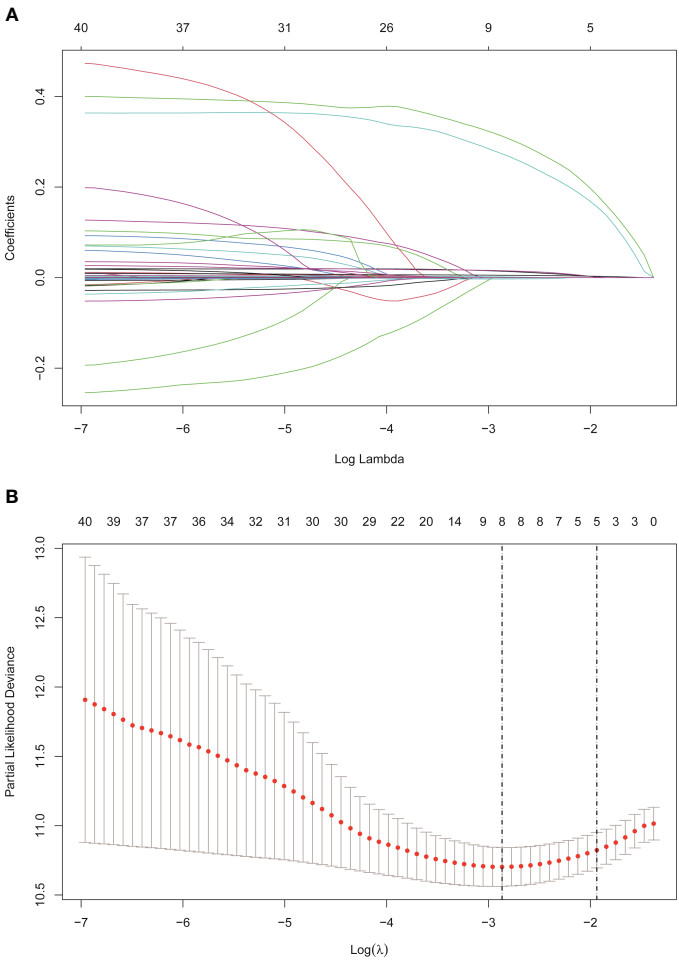 A
40 37 31 26 9 5
0.4
0.2
0.0
−0.2
Coefficients
−7 −6 −5 −4 −3 −2
Log Lambda
B
40 39 37 37 36 34 32 31 30 30 29 22 20 14 9 8 8 8 7 5 5 3 3 0
13.0
12.5
12.0
11.5
11.0
10.5
Partial Likelihood Deviance
−7 −6 −5 −4 −3 −2
Log(λ)